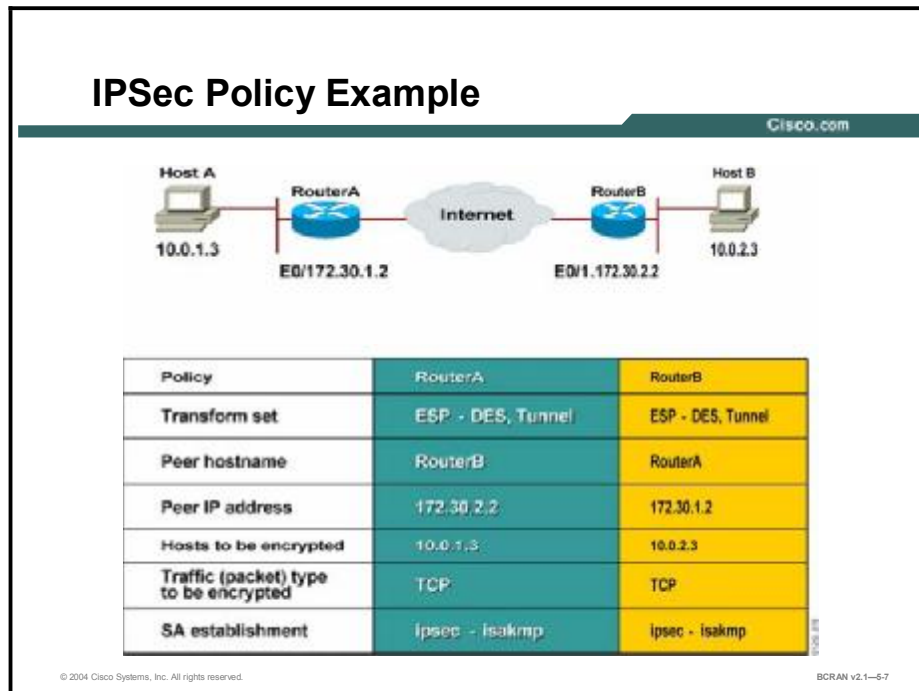 IPSec Policy Example
Cisco.com
Host A
RouterA
Internet
RouterB
Host B
10.0.1.3
10.0.2.3
E0/172.30.1.2
E0/1.172.30.2.2
Policy RouterA RouterB
Transform set ESP - DES, Tunnel ESP - DES, Tunnel
Peer hostname RouterB RouterA
Peer IP address 172.30.2.2 172.30.1.2
Hosts to be encrypted 10.0.1.3 10.0.2.3
Traffic (packet) type
to be encrypted TCP TCP
SA establishment ipsec - isakmp ipsec - isakmp
© 2004 Cisco Systems, Inc. All rights reserved.
BCRAN v2.1—5-7